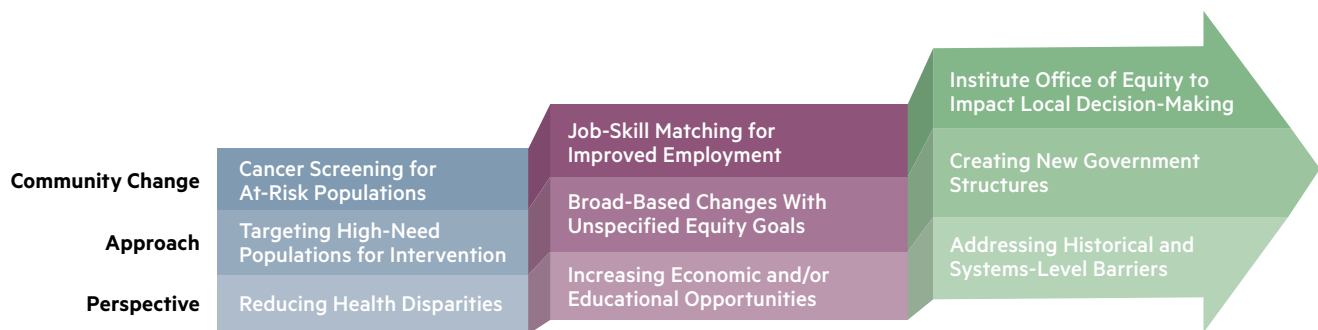 Community Change
Cancer Screening for
At-Risk Populations
Job-Skill Matching for
Improved Employment
Institute Office of Equity to
Impact Local Decision-Making
Approach
Targeting High-Need
Populations for Intervention
Broad-Based Changes With
Unspecified Equity Goals
Creating New Government
Structures
Perspective
Reducing Health Disparities
Increasing Economic and/or
Educational Opportunities
Addressing Historical and
Systems-Level Barriers